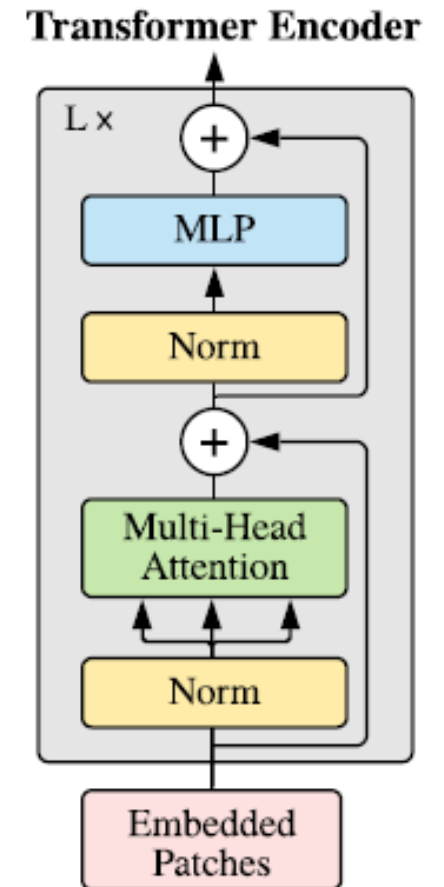 Transformer Encoder
L ×
+
MLP
Norm
+
Multi-Head
Attention
Norm
Embedded
Patches